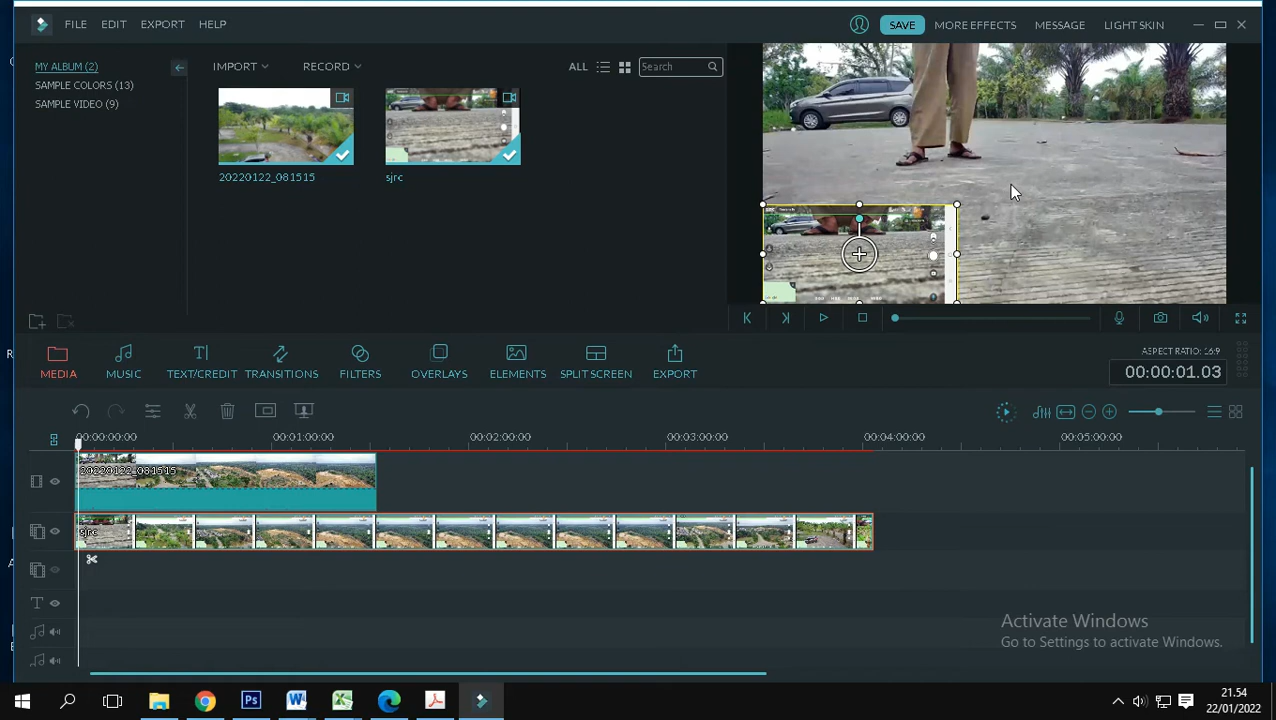 FILE EDIT EXPORT HELP SAVE MORE EFFECTS MESSAGE LIGHT SKIN
MY ALBUM (2) IMPORT RECORD ALL Search
SAMPLE COLORS (13)
SAMPLE VIDEO (9)
20220122_081515 sjrc
ASPECT RATIO: 16:9
00:00:01.03
MEDIA MUSIC TEXT/CREDIT TRANSITIONS FILTERS OVERLAYS ELEMENTS SPLIT SCREEN EXPORT
00:00:00:00 00:01:00:00 00:02:00:00 00:03:00:00 00:04:00:00 00:05:00:00
20220122_081515
sjrc
T
Activate Windows
Go to Settings to activate Windows.
Ps W X
21.54
22/01/2022